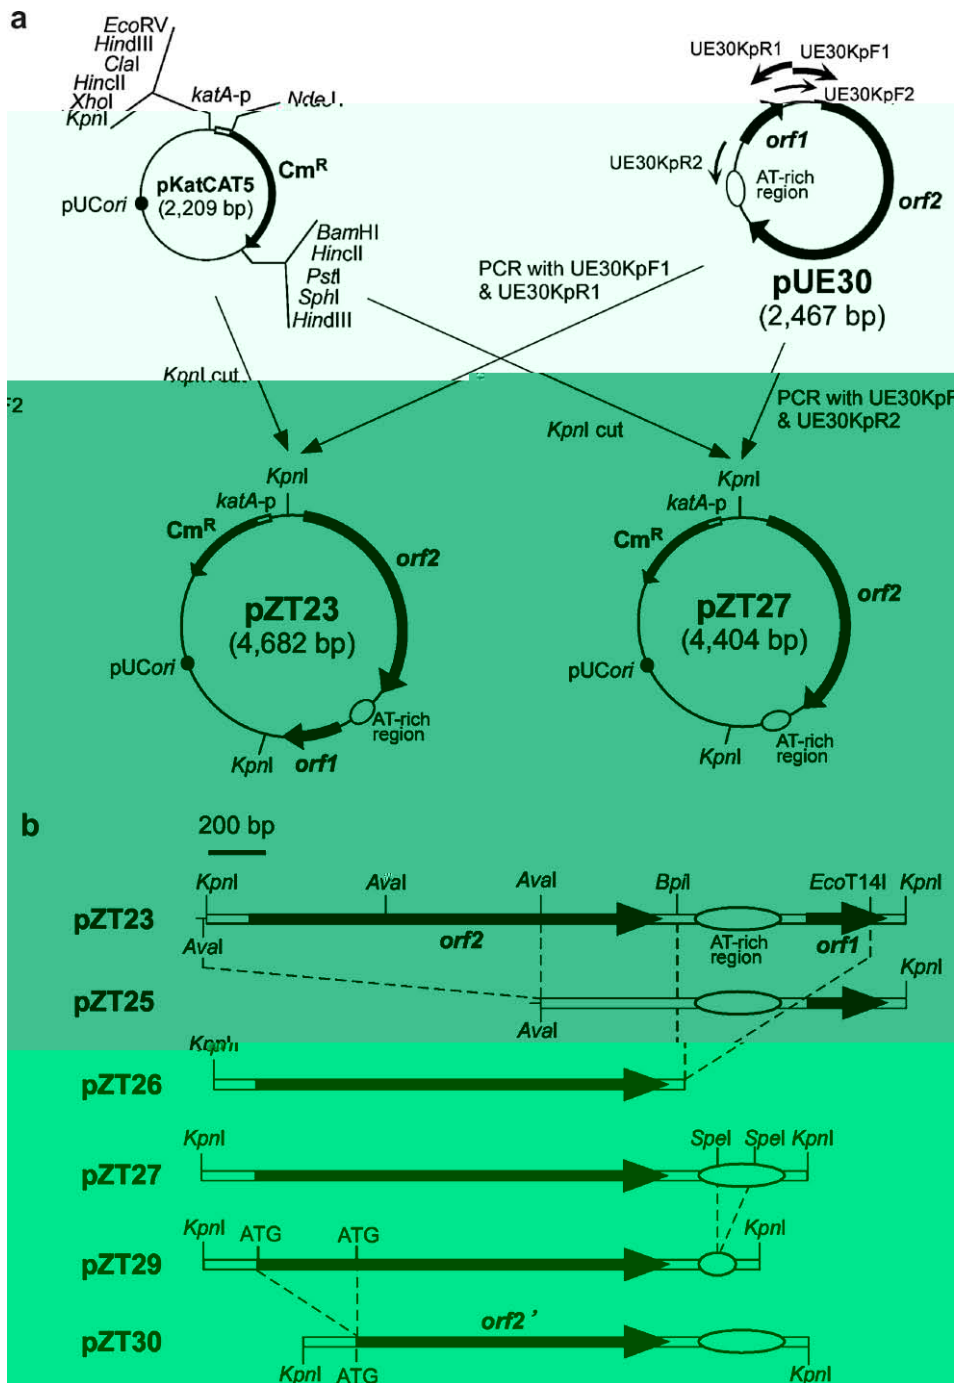 a
EcoRV
HindIII
ClaI
HincII
XhoI
KpnI
katA-p
NdeI
CmR
pKatCAT5
(2,209 bp)
pUCori
BamHI
HincII
PstI
SphI
HindIII
UE30KpR1
UE30KpF1
UE30KpF2
orf1
UE30KpR2
AT-rich
region
orf2
pUE30
(2,467 bp)
PCR with UE30KpF1
& UE30KpR1
KpnI cut
F2
KpnI cut
PCR with UE30KpF
& UE30KpR2
KpnI
katA-p
CmR
orf2
pZT23
(4,682 bp)
pUCori
AT-rich
region
KpnI
orf1
KpnI
katA-p
CmR
orf2
pZT27
(4,404 bp)
pUCori
KpnI
AT-rich
region
b
200 bp
KpnI
AvaI
AvaI
BpiI
EcoT14I
KpnI
pZT23
AvaI
orf2
AT-rich
region
orf1
KpnI
pZT25
AvaI
KpnI
pZT26
KpnI
SpeI
SpeI
KpnI
pZT27
KpnI
ATG
ATG
KpnI
pZT29
orf2'
pZT30
KpnI
ATG
KpnI